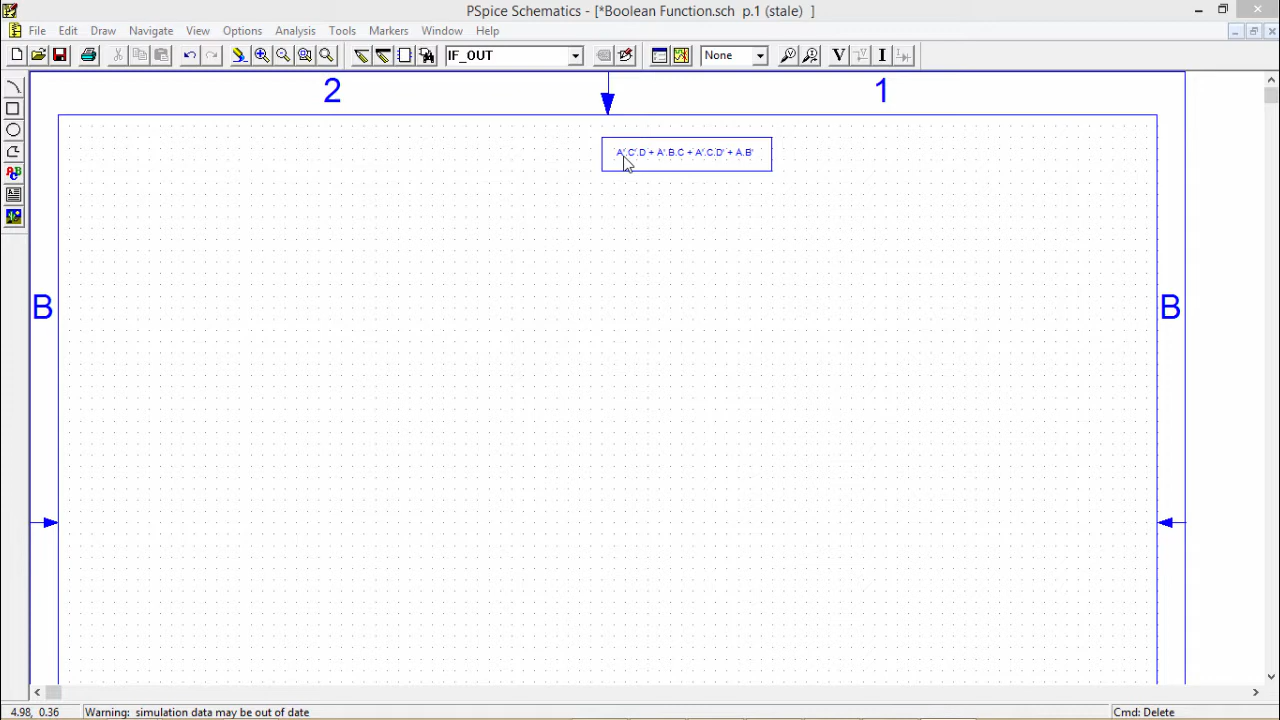 PSpice Schematics - [*Boolean Function.sch p.1 (stale) ]
File Edit Draw Navigate View Options Analysis Tools Markers Window Help
IF_OUT None V I
ABC
2 1
A'.C'.D + A'.B.C + A'.C.D' + A.B'
B B
4.98, 0.36 Warning: simulation data may be out of date Cmd: Delete